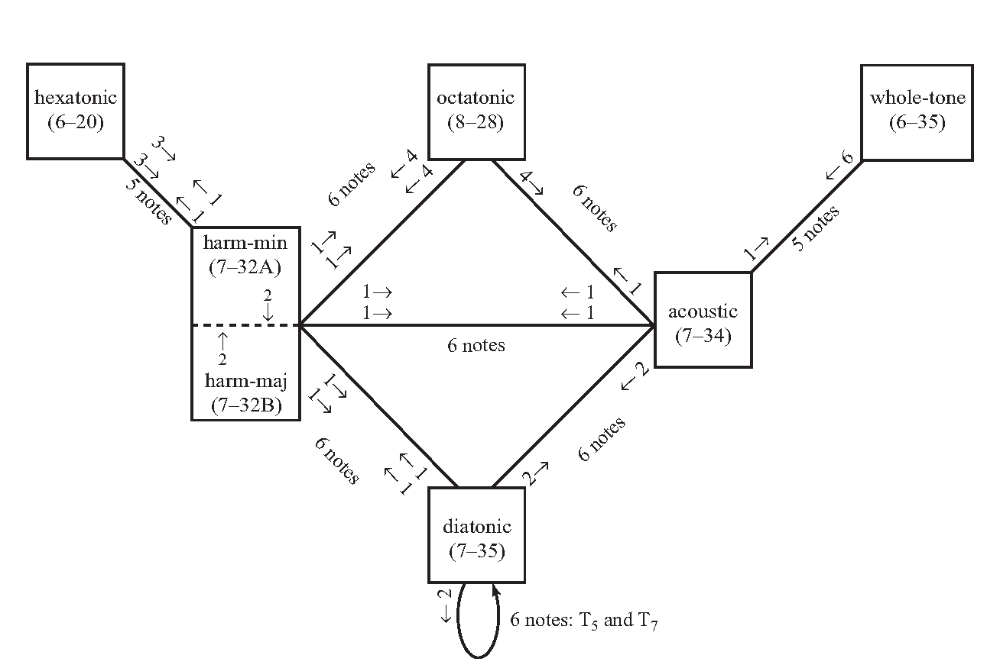 hexatonic
(6–20)
octatonic
(8–28)
whole-tone
(6–35)
3→
3→
5 notes
←1
←1
6 notes
←4
←4
1→
1→
4→
6 notes
←1
←6
1→
5 notes
harm-min
(7–32A)
2
↓
↑
2
harm-maj
(7–32B)
1→
1→
←1
←1
6 notes
acoustic
(7–34)
1→
1→
6 notes
←1
←1
←2
6 notes
2→
diatonic
(7–35)
←2
6 notes: T₅ and T₇